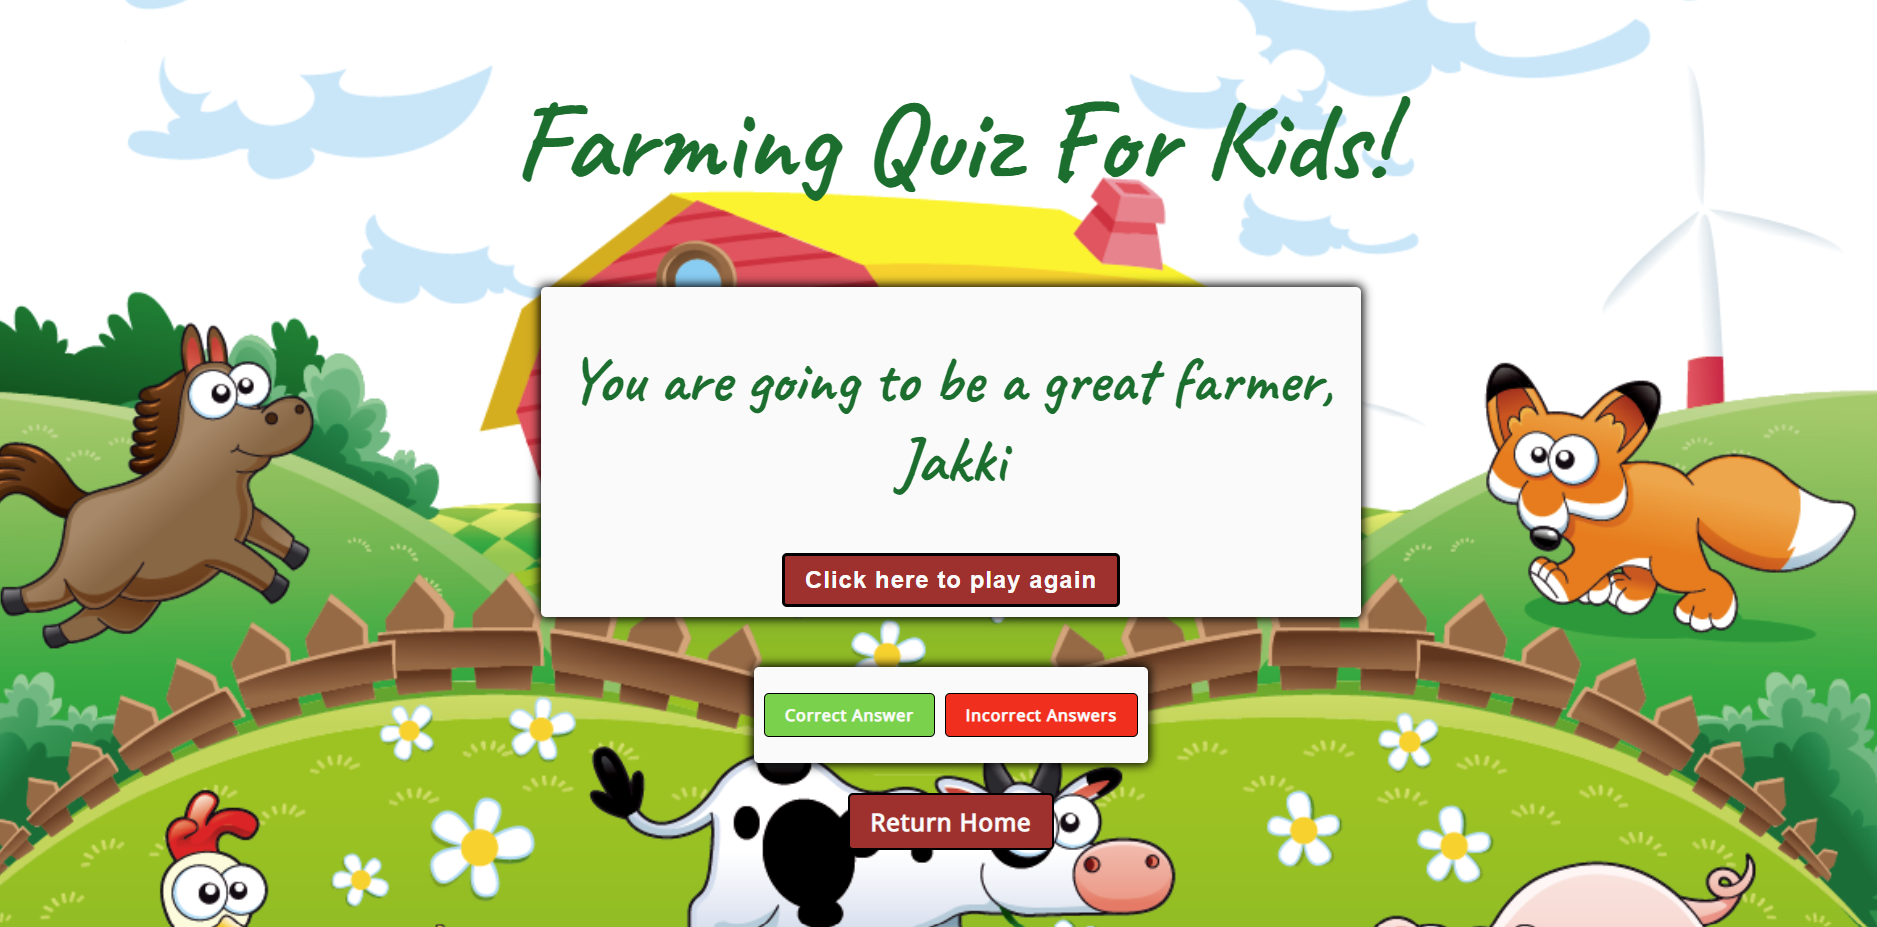 Farming Quiz For Kids!
You are going to be a great farmer,
Jakki
Click here to play again
Correct Answer Incorrect Answers
Return Home